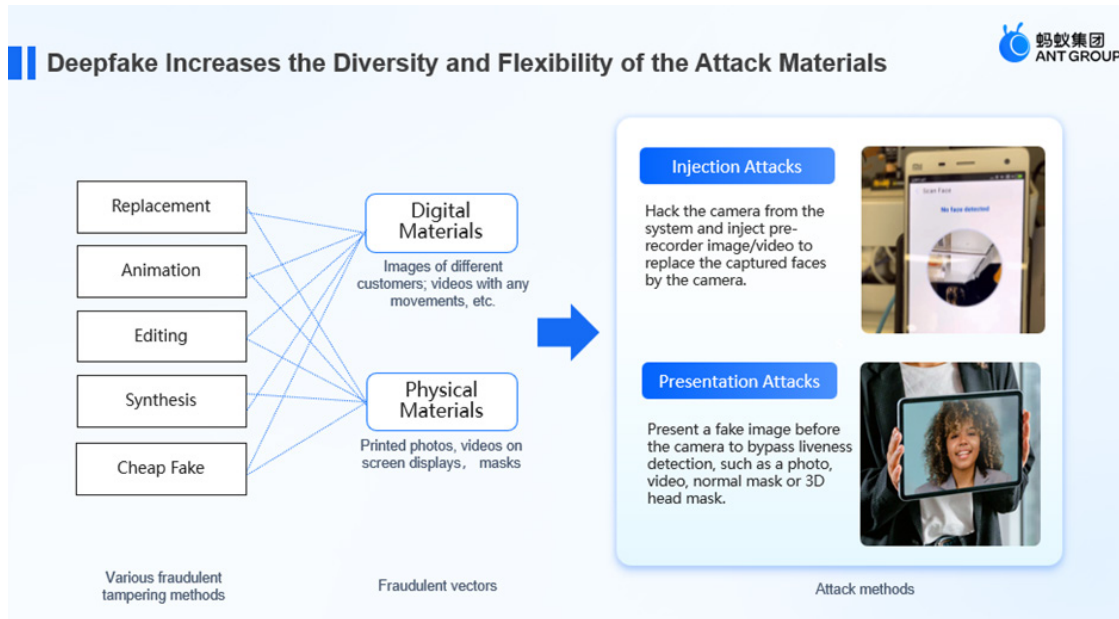 Deepfake Increases the Diversity and Flexibility of the Attack Materials
蚂蚁集团
ANT GROUP
Replacement
Animation
Editing
Synthesis
Cheap Fake
Various fraudulent
tampering methods
Digital
Materials
Images of different
customers; videos with any
movements, etc.
Physical
Materials
Printed photos, videos on
screen displays， masks
Fraudulent vectors
Injection Attacks
Hack the camera from the
system and inject pre-
recorder image/video to
replace the captured faces
by the camera.
mi
Scan Face
No face detected
Presentation Attacks
Present a fake image before
the camera to bypass liveness
detection, such as a photo,
video, normal mask or 3D
head mask.
Attack methods